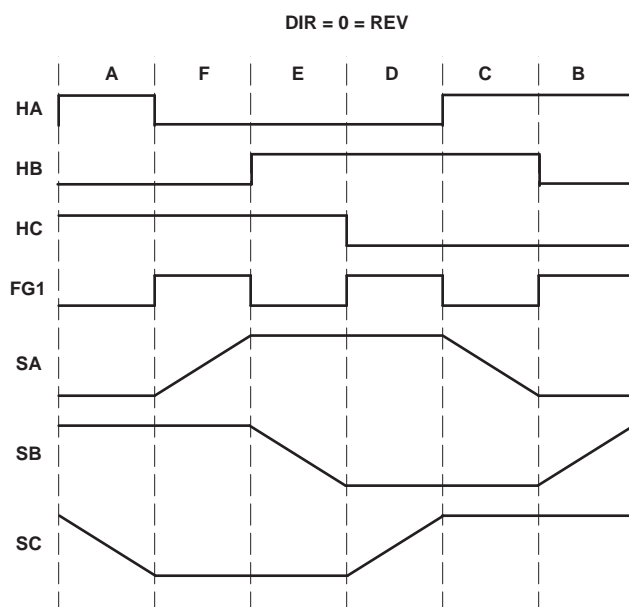 DIR = 0 = REV
A F E D C B
HA
HB
HC
FG1
SA
SB
SC